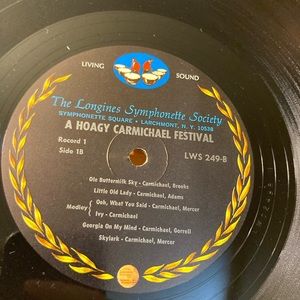 LIVING SOUND
The Longines Symphonette Society
SYMPHONETTE SQUARE • LARCHMONT, N. Y. 10538
A HOAGY CARMICHAEL FESTIVAL
Record 1
Side 1B
LWS 249-B
Ole Buttermilk Sky - Carmichael, Brooks
Little Old Lady - Carmichael, Adams
Medley { Ooh, What You Said - Carmichael, Mercer
Ivy - Carmichael
Georgia On My Mind - Carmichael, Gorrell
Skylark - Carmichael, Mercer